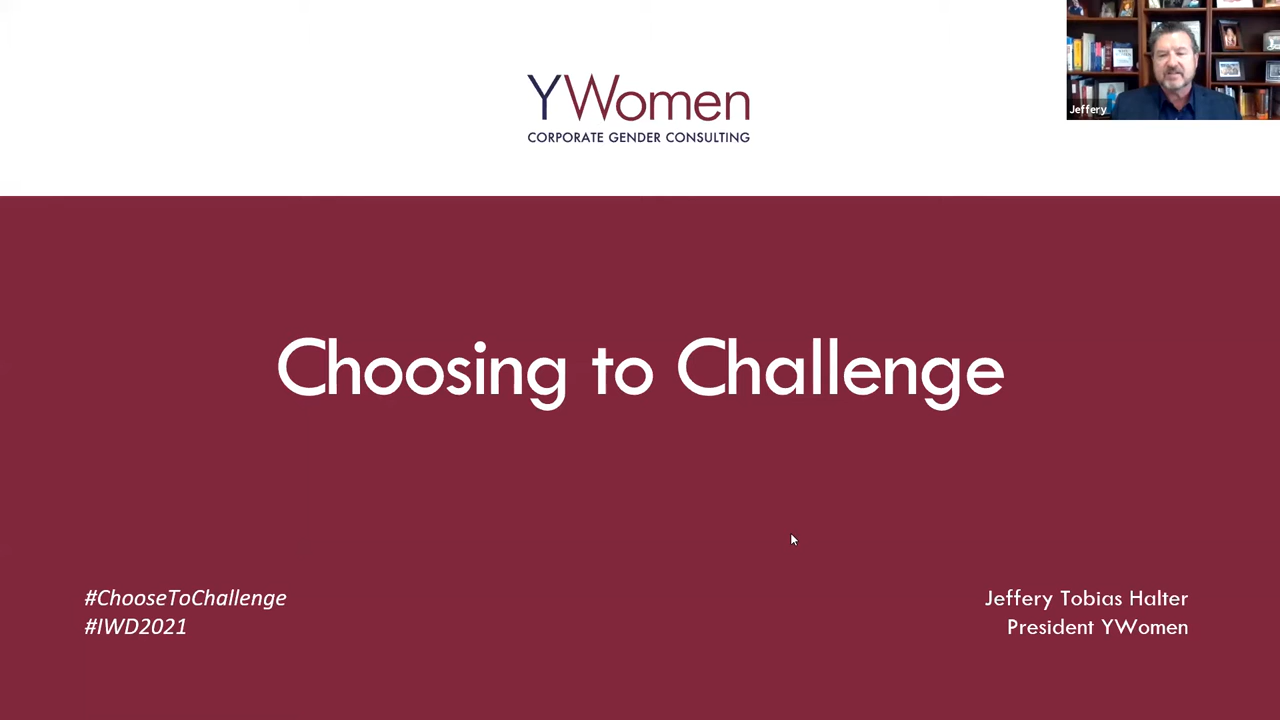 YWomen
CORPORATE GENDER CONSULTING
Jeffery
Choosing to Challenge
#ChooseToChallenge
#IWD2021
Jeffery Tobias Halter
President YWomen